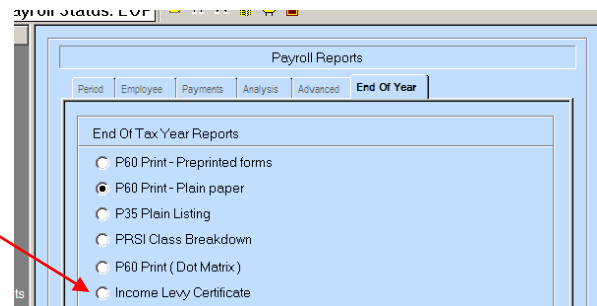 Payroll Status: EOP
Payroll Reports
Period Employee Payments Analysis Advanced End Of Year
End Of Tax Year Reports
P60 Print - Preprinted forms
P60 Print - Plain paper
P35 Plain Listing
PRSI Class Breakdown
P60 Print ( Dot Matrix )
Income Levy Certificate
ts